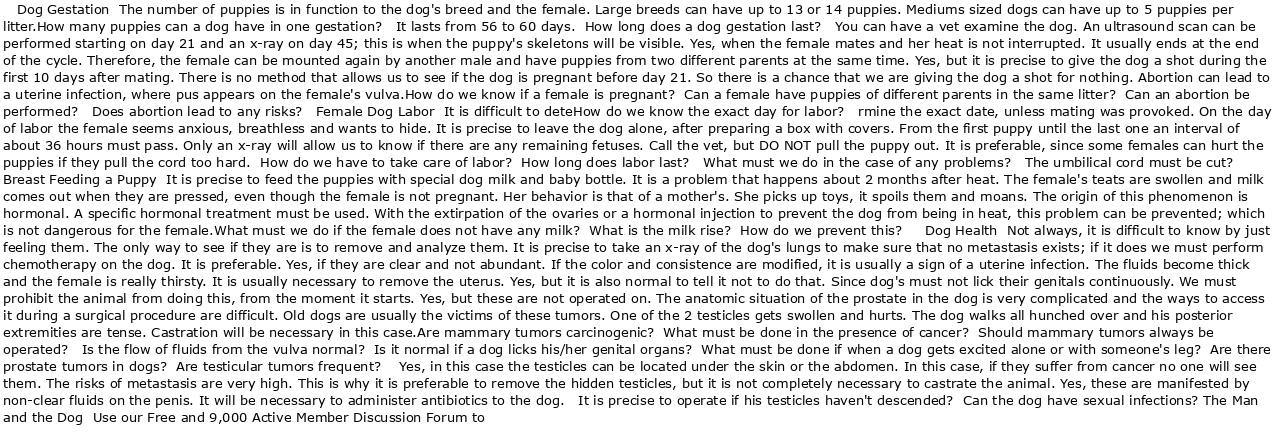 Dog Gestation  The number of puppies is in function to the dog's breed and the female. Large breeds can have up to 13 or 14 puppies. Mediums sized dogs can have up to 5 puppies per
litter.How many puppies can a dog have in one gestation?   It lasts from 56 to 60 days.  How long does a dog gestation last?   You can have a vet examine the dog. An ultrasound scan can be
performed starting on day 21 and an x-ray on day 45; this is when the puppy's skeletons will be visible. Yes, when the female mates and her heat is not interrupted. It usually ends at the end
of the cycle. Therefore, the female can be mounted again by another male and have puppies from two different parents at the same time. Yes, but it is precise to give the dog a shot during the
first 10 days after mating. There is no method that allows us to see if the dog is pregnant before day 21. So there is a chance that we are giving the dog a shot for nothing. Abortion can lead to
a uterine infection, where pus appears on the female's vulva.How do we know if a female is pregnant?  Can a female have puppies of different parents in the same litter?  Can an abortion be
performed?   Does abortion lead to any risks?   Female Dog Labor  It is difficult to deteHow do we know the exact day for labor?   rmine the exact date, unless mating was provoked. On the day
of labor the female seems anxious, breathless and wants to hide. It is precise to leave the dog alone, after preparing a box with covers. From the first puppy until the last one an interval of
about 36 hours must pass. Only an x-ray will allow us to know if there are any remaining fetuses. Call the vet, but DO NOT pull the puppy out. It is preferable, since some females can hurt the
puppies if they pull the cord too hard.  How do we have to take care of labor?  How long does labor last?   What must we do in the case of any problems?   The umbilical cord must be cut?
Breast Feeding a Puppy  It is precise to feed the puppies with special dog milk and baby bottle. It is a problem that happens about 2 months after heat. The female's teats are swollen and milk
comes out when they are pressed, even though the female is not pregnant. Her behavior is that of a mother's. She picks up toys, it spoils them and moans. The origin of this phenomenon is
hormonal. A specific hormonal treatment must be used. With the extirpation of the ovaries or a hormonal injection to prevent the dog from being in heat, this problem can be prevented; which
is not dangerous for the female.What must we do if the female does not have any milk?  What is the milk rise?  How do we prevent this?     Dog Health  Not always, it is difficult to know by just
feeling them. The only way to see if they are is to remove and analyze them. It is precise to take an x-ray of the dog's lungs to make sure that no metastasis exists; if it does we must perform
chemotherapy on the dog. It is preferable. Yes, if they are clear and not abundant. If the color and consistence are modified, it is usually a sign of a uterine infection. The fluids become thick
and the female is really thirsty. It is usually necessary to remove the uterus. Yes, but it is also normal to tell it not to do that. Since dog's must not lick their genitals continuously. We must
prohibit the animal from doing this, from the moment it starts. Yes, but these are not operated on. The anatomic situation of the prostate in the dog is very complicated and the ways to access
it during a surgical procedure are difficult. Old dogs are usually the victims of these tumors. One of the 2 testicles gets swollen and hurts. The dog walks all hunched over and his posterior
extremities are tense. Castration will be necessary in this case.Are mammary tumors carcinogenic?  What must be done in the presence of cancer?  Should mammary tumors always be
operated?   Is the flow of fluids from the vulva normal?  Is it normal if a dog licks his/her genital organs?  What must be done if when a dog gets excited alone or with someone's leg?  Are there
prostate tumors in dogs?  Are testicular tumors frequent?    Yes, in this case the testicles can be located under the skin or the abdomen. In this case, if they suffer from cancer no one will see
them. The risks of metastasis are very high. This is why it is preferable to remove the hidden testicles, but it is not completely necessary to castrate the animal. Yes, these are manifested by
non-clear fluids on the penis. It will be necessary to administer antibiotics to the dog.   It is precise to operate if his testicles haven't descended?  Can the dog have sexual infections? The Man
and the Dog  Use our Free and 9,000 Active Member Discussion Forum to